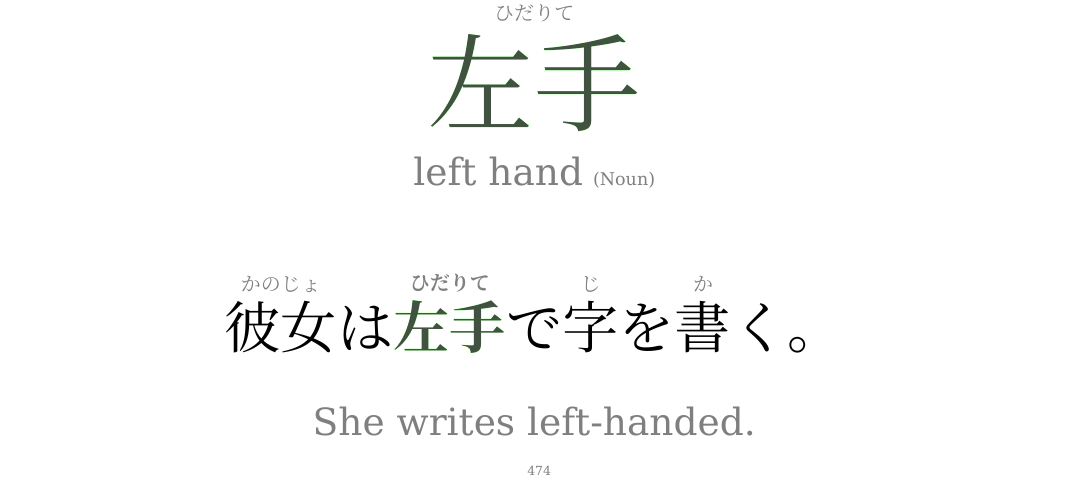 ひだりて
左手
left hand (Noun)
かのじょ ひだりて じ か
彼女は左手で字を書く。
She writes left-handed.
474